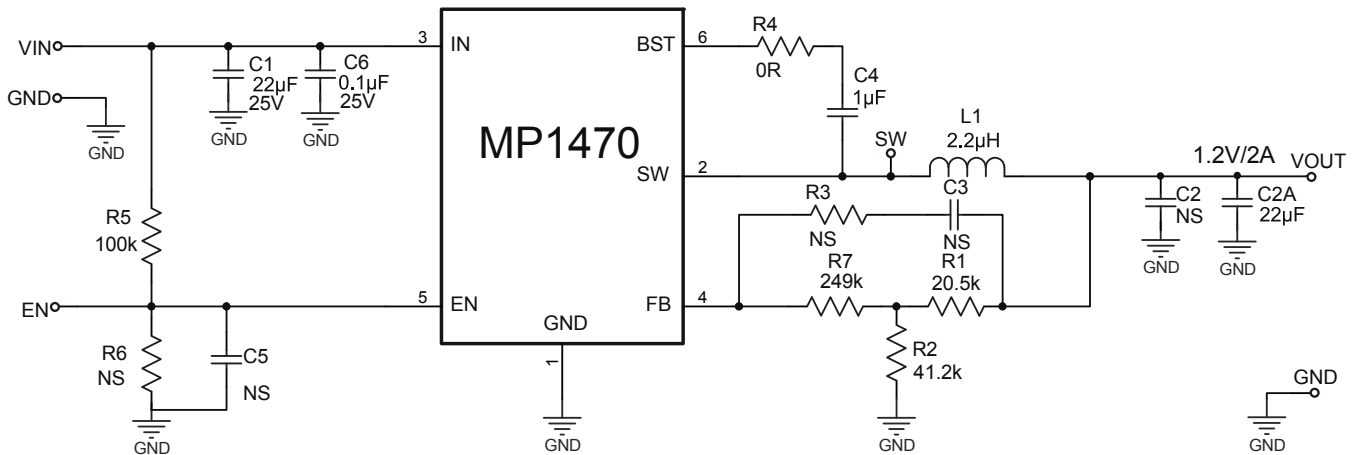 VIN
GND
GND
C1
22µF
25V
GND
C6
0.1µF
25V
GND
3
IN
MP1470
BST
6
R4
0R
C4
1µF
SW
2
SW
L1
2.2µH
1.2V/2A
VOUT
C2
NS
GND
C2A
22µF
GND
R3
NS
C3
NS
R5
100k
EN
5
EN
R6
NS
C5
NS
GND
GND
1
GND
FB
4
R7
249k
R1
20.5k
R2
41.2k
GND
GND
GND